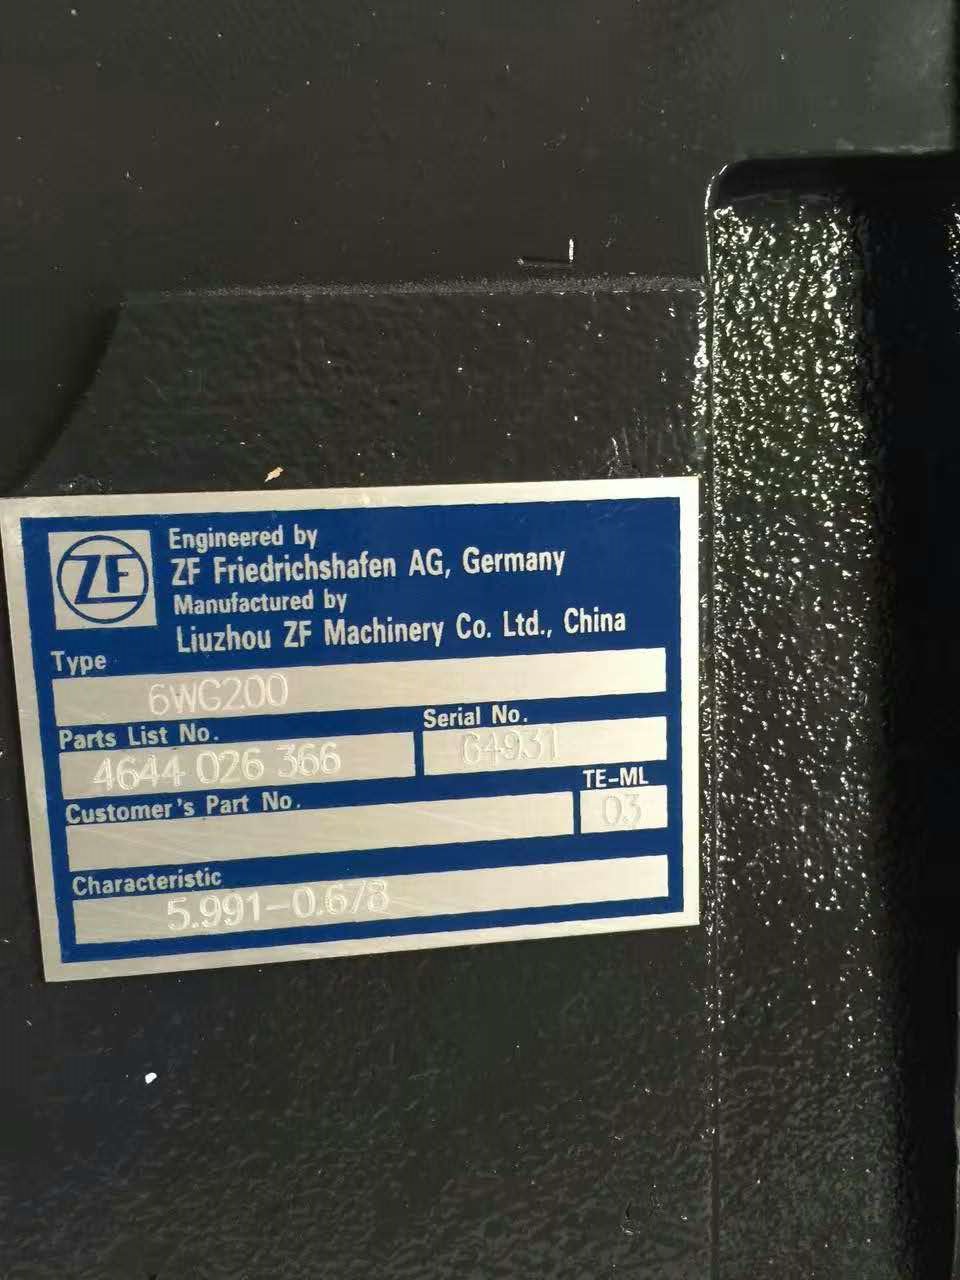 ZF
Engineered by
ZF Friedrichshafen AG, Germany
Manufactured by
Liuzhou ZF Machinery Co. Ltd., China
Type
6WG200
Parts List No.
4644 026 366
Serial No.
64931
Customer's Part No.
TE-ML
03
Characteristic
5.991-0.678